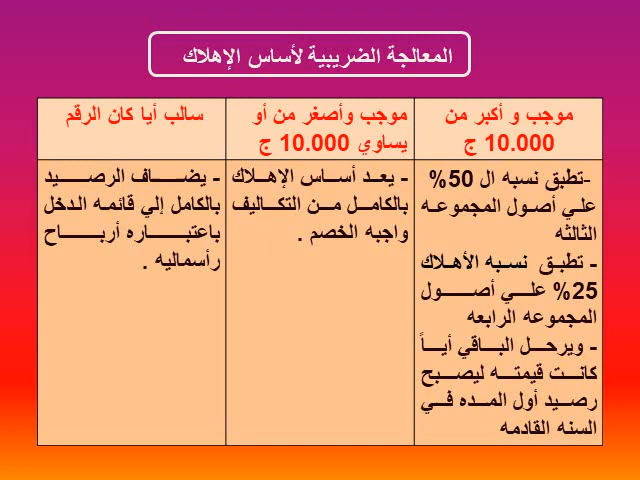 المعالجة الضريبية لأساس الإهلاك
موجب و أكبر من
10.000 ج
موجب وأصغر من أو
يساوي 10.000 ج
سالب أيا كان الرقم
-تطبق نسبه ال 50%
علي أصول المجموعه
الثالثه
- تطبق نسبه الأهلاك
25% علي أصول
المجموعه الرابعه
- ويرحل الباقي أياً
كانت قيمته ليصبح
رصيد أول المده في
السنه القادمه
- يعد أساس الإهلاك
بالكامل من التكاليف
واجبه الخصم .
- يضاف الرصيد
بالكامل إلي قائمه الدخل
باعتباره أرباح
رأسماليه .